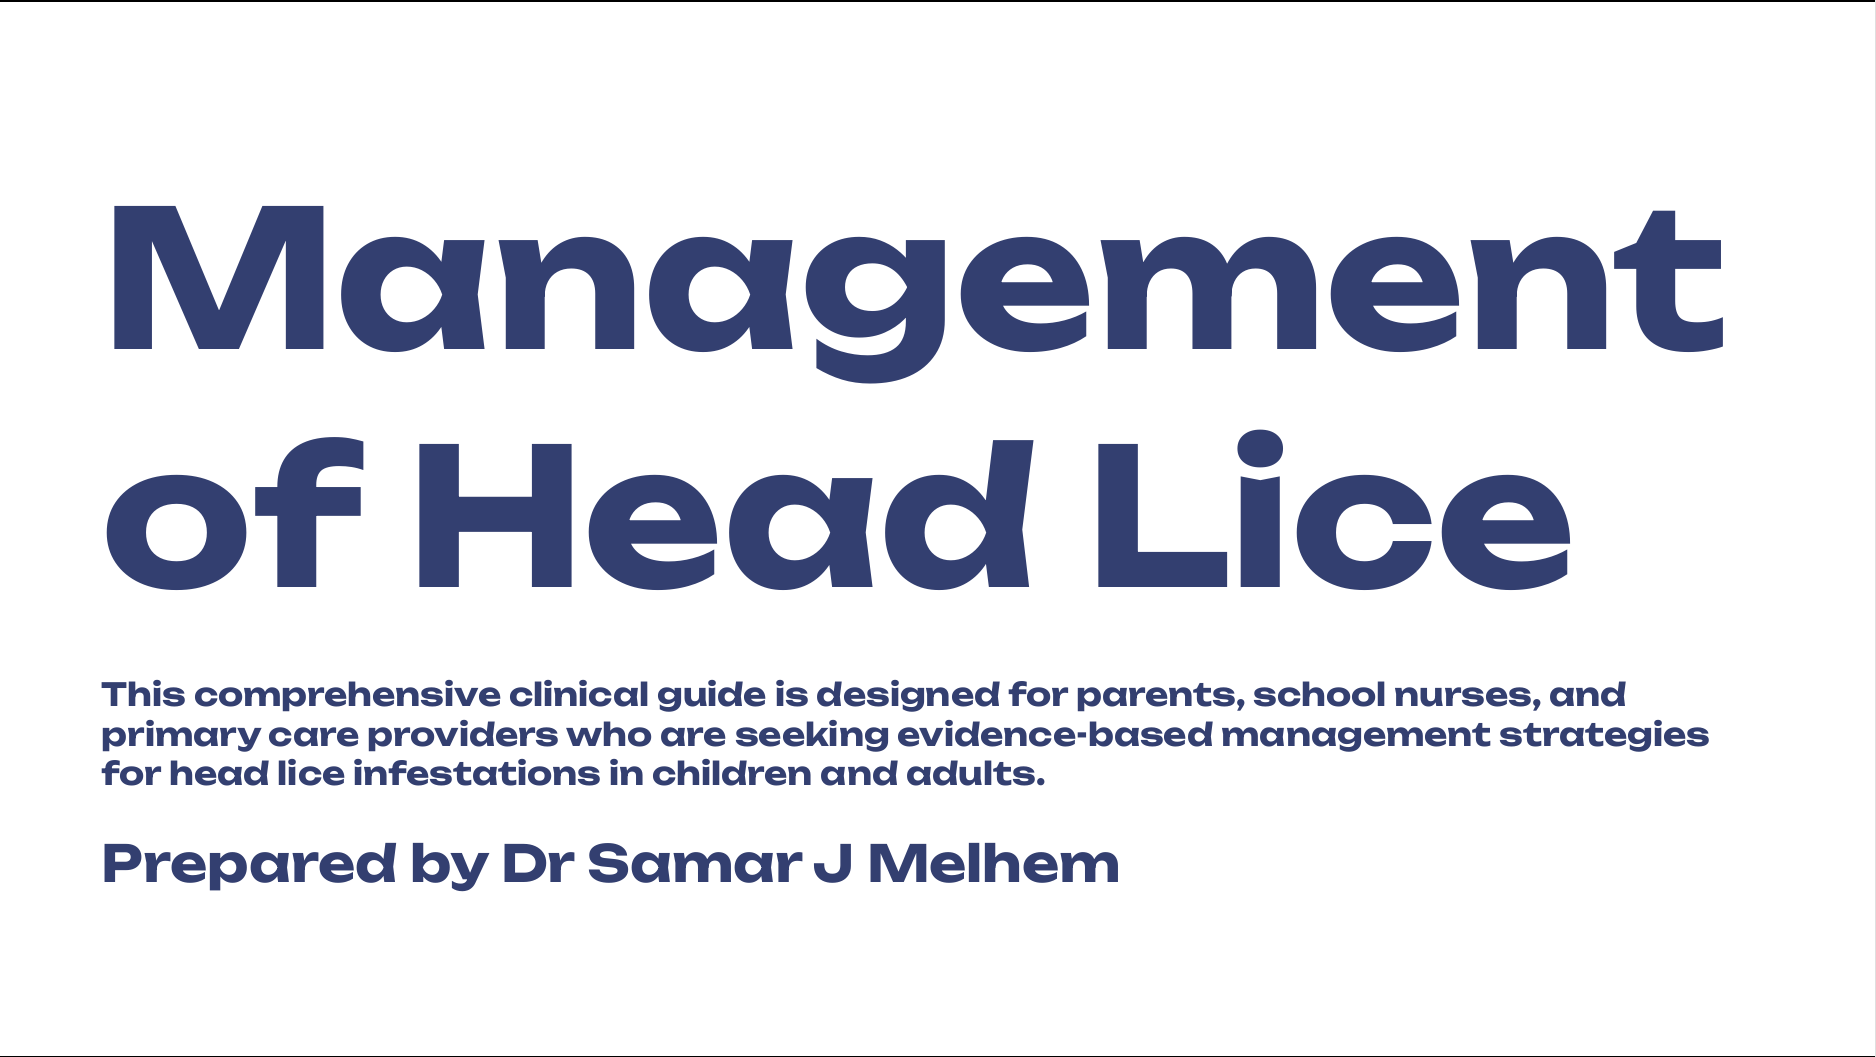 Management
of Head Lice
This comprehensive clinical guide is designed for parents, school nurses, and
primary care providers who are seeking evidence-based management strategies
for head lice infestations in children and adults.
Prepared by Dr Samar J Melhem